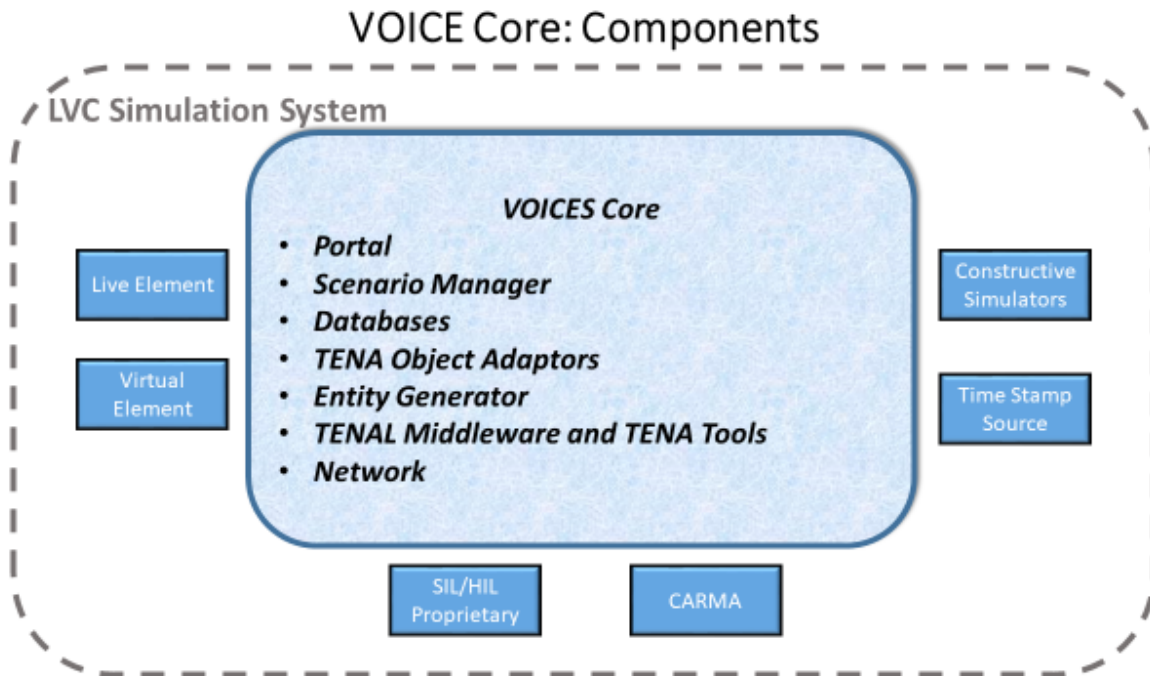 VOICE Core: Components
LVC Simulation System
VOICES Core
• Portal
• Scenario Manager
• Databases
• TENA Object Adaptors
• Entity Generator
• TENAL Middleware and TENA Tools
• Network
Live Element
Virtual
Element
Constructive
Simulators
Time Stamp
Source
SIL/HIL
Proprietary
CARMA